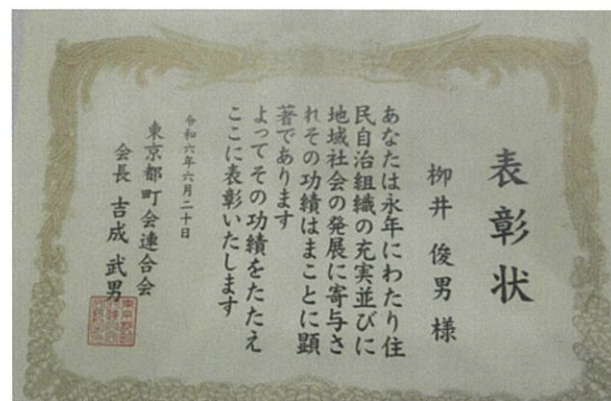 表彰状
柳井 俊男 様
あなたは永年にわたり住
民自治組織の充実並びに
地域社会の発展に寄与さ
れその功績はまことに顕
著であります
よってその功績をたたえ
ここに表彰いたします
令和六年六月二十日
東京都町会連合会
会長 吉成 武男